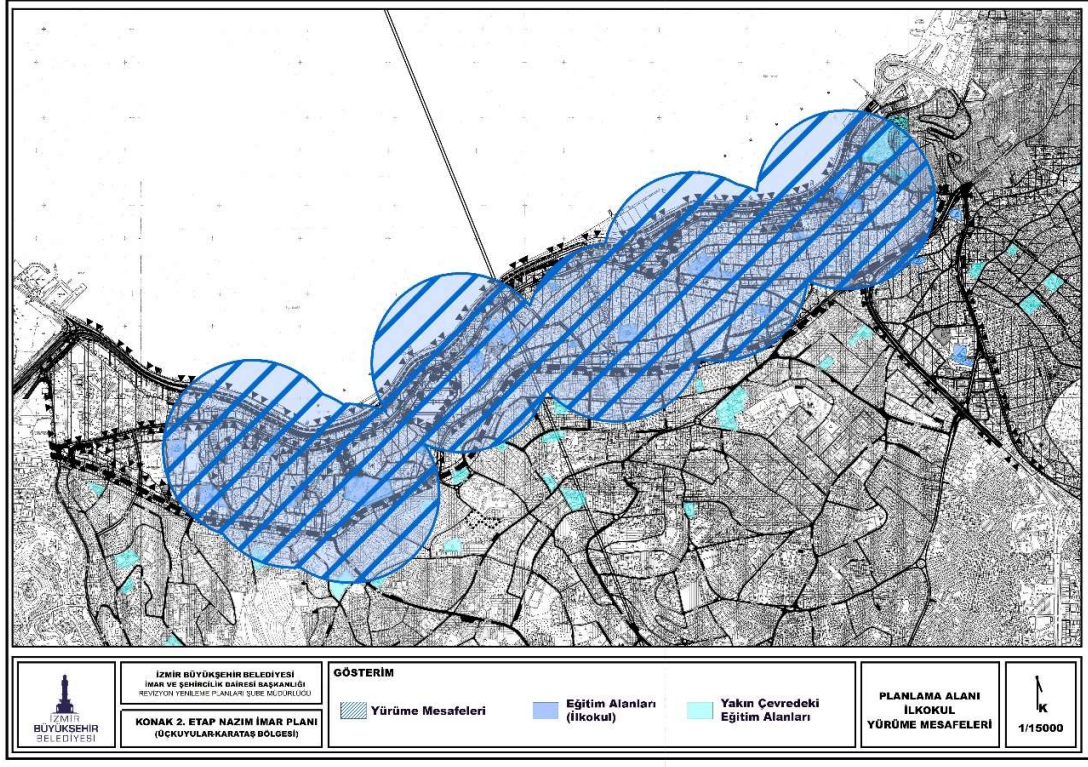 İZMİR
BÜYÜKŞEHİR
BELEDİYESİ
İZMİR BÜYÜKŞEHİR BELEDİYESİ
İMAR VE ŞEHİRCİLİK DAİRESİ BAŞKANLIĞI
REVİZYON YENİLEME PLANLARI ŞUBE MÜDÜRLÜĞÜ
KONAK 2. ETAP NAZIM İMAR PLANI
(ÜÇKUYULAR-KARATAŞ BÖLGESİ)
GÖSTERİM
Yürüme Mesafeleri
Eğitim Alanları
(İlkokul)
Yakın Çevredeki
Eğitim Alanları
PLANLAMA ALANI
İLKOKUL
YÜRÜME MESAFELERİ
K
1/15000